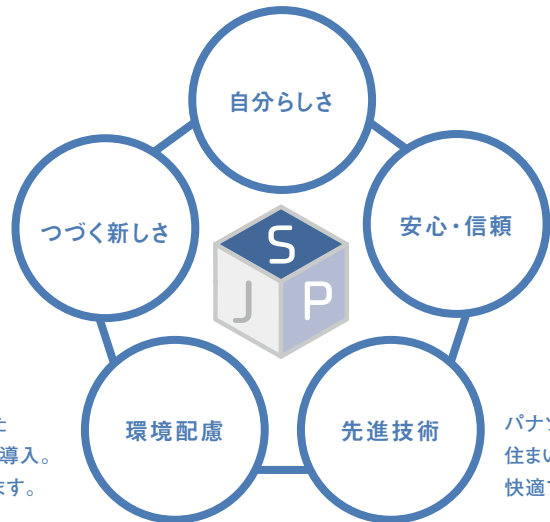 自分らしさ
つづく新しさ
安心・信頼
S
J
P
環境配慮
先進技術
導入。
ます。
パナソ
住まい
快適